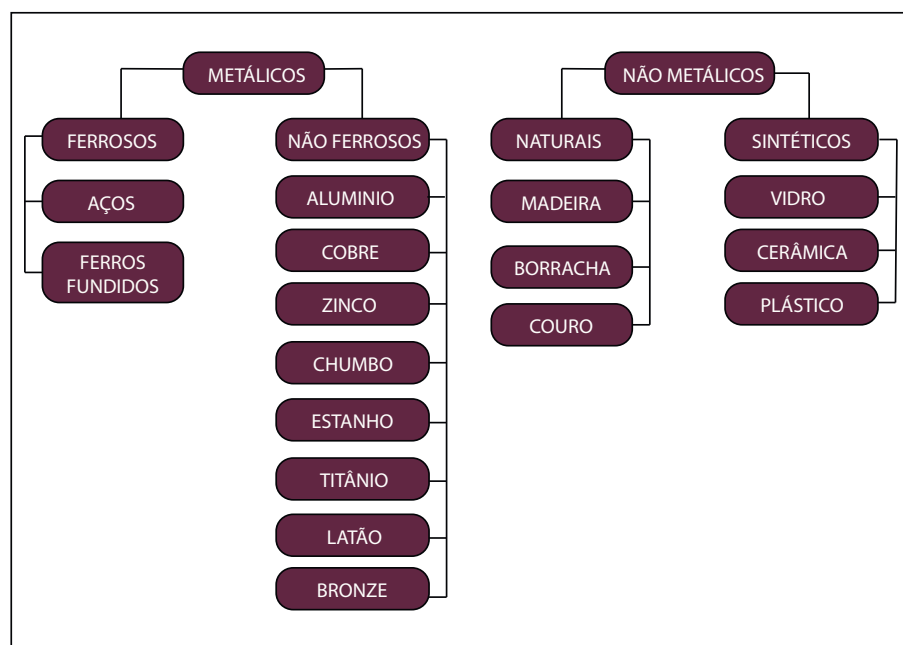 METÁLICOS
FERROSOS
AÇOS
FERROS
FUNDIDOS
NÃO FERROSOS
ALUMINIO
COBRE
ZINCO
CHUMBO
ESTANHO
TITÂNIO
LATÃO
BRONZE
NÃO METÁLICOS
NATURAIS
MADEIRA
BORRACHA
COURO
SINTÉTICOS
VIDRO
CERÂMICA
PLÁSTICO